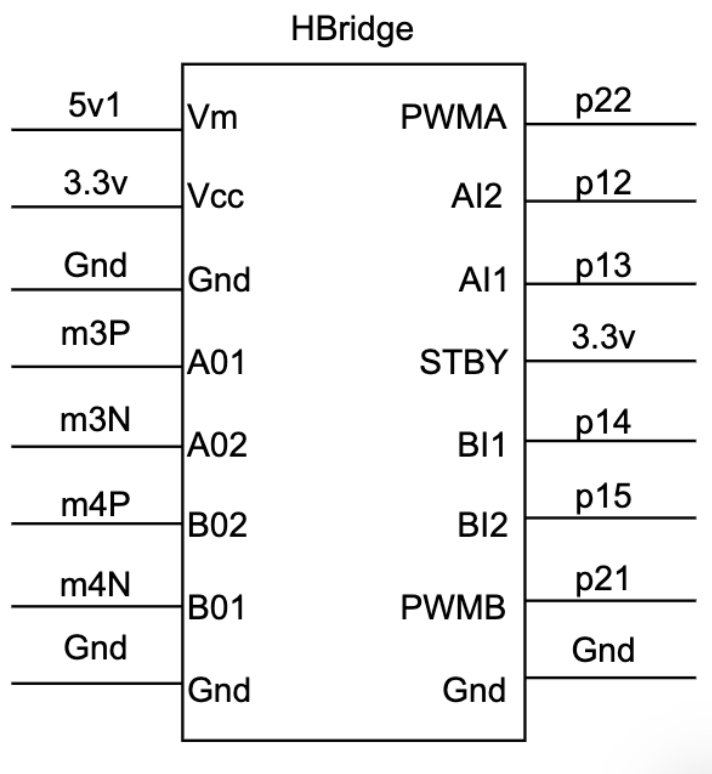 HBridge
5v1 Vm PWMA p22
3.3v Vcc AI2 p12
Gnd Gnd AI1 p13
m3P A01 STBY 3.3v
m3N A02 BI1 p14
m4P B02 BI2 p15
m4N B01 PWMB p21
Gnd Gnd Gnd Gnd